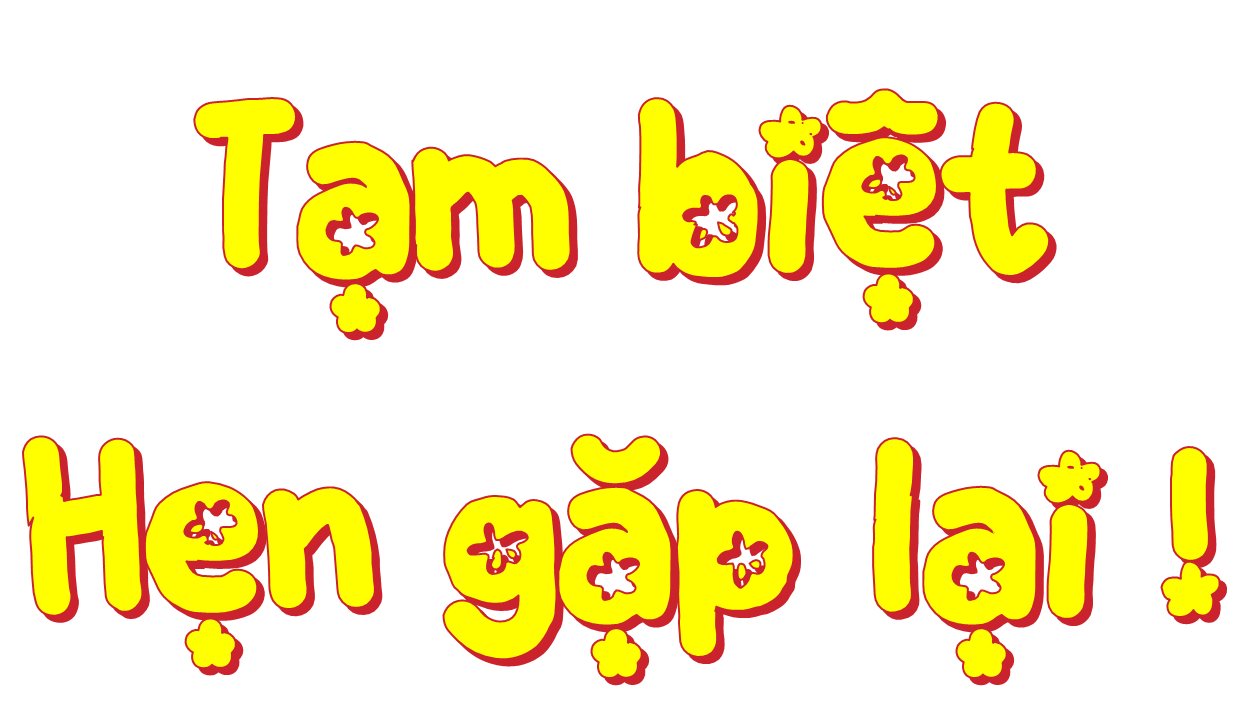 Tạm biệt
Hẹn gặp lại !